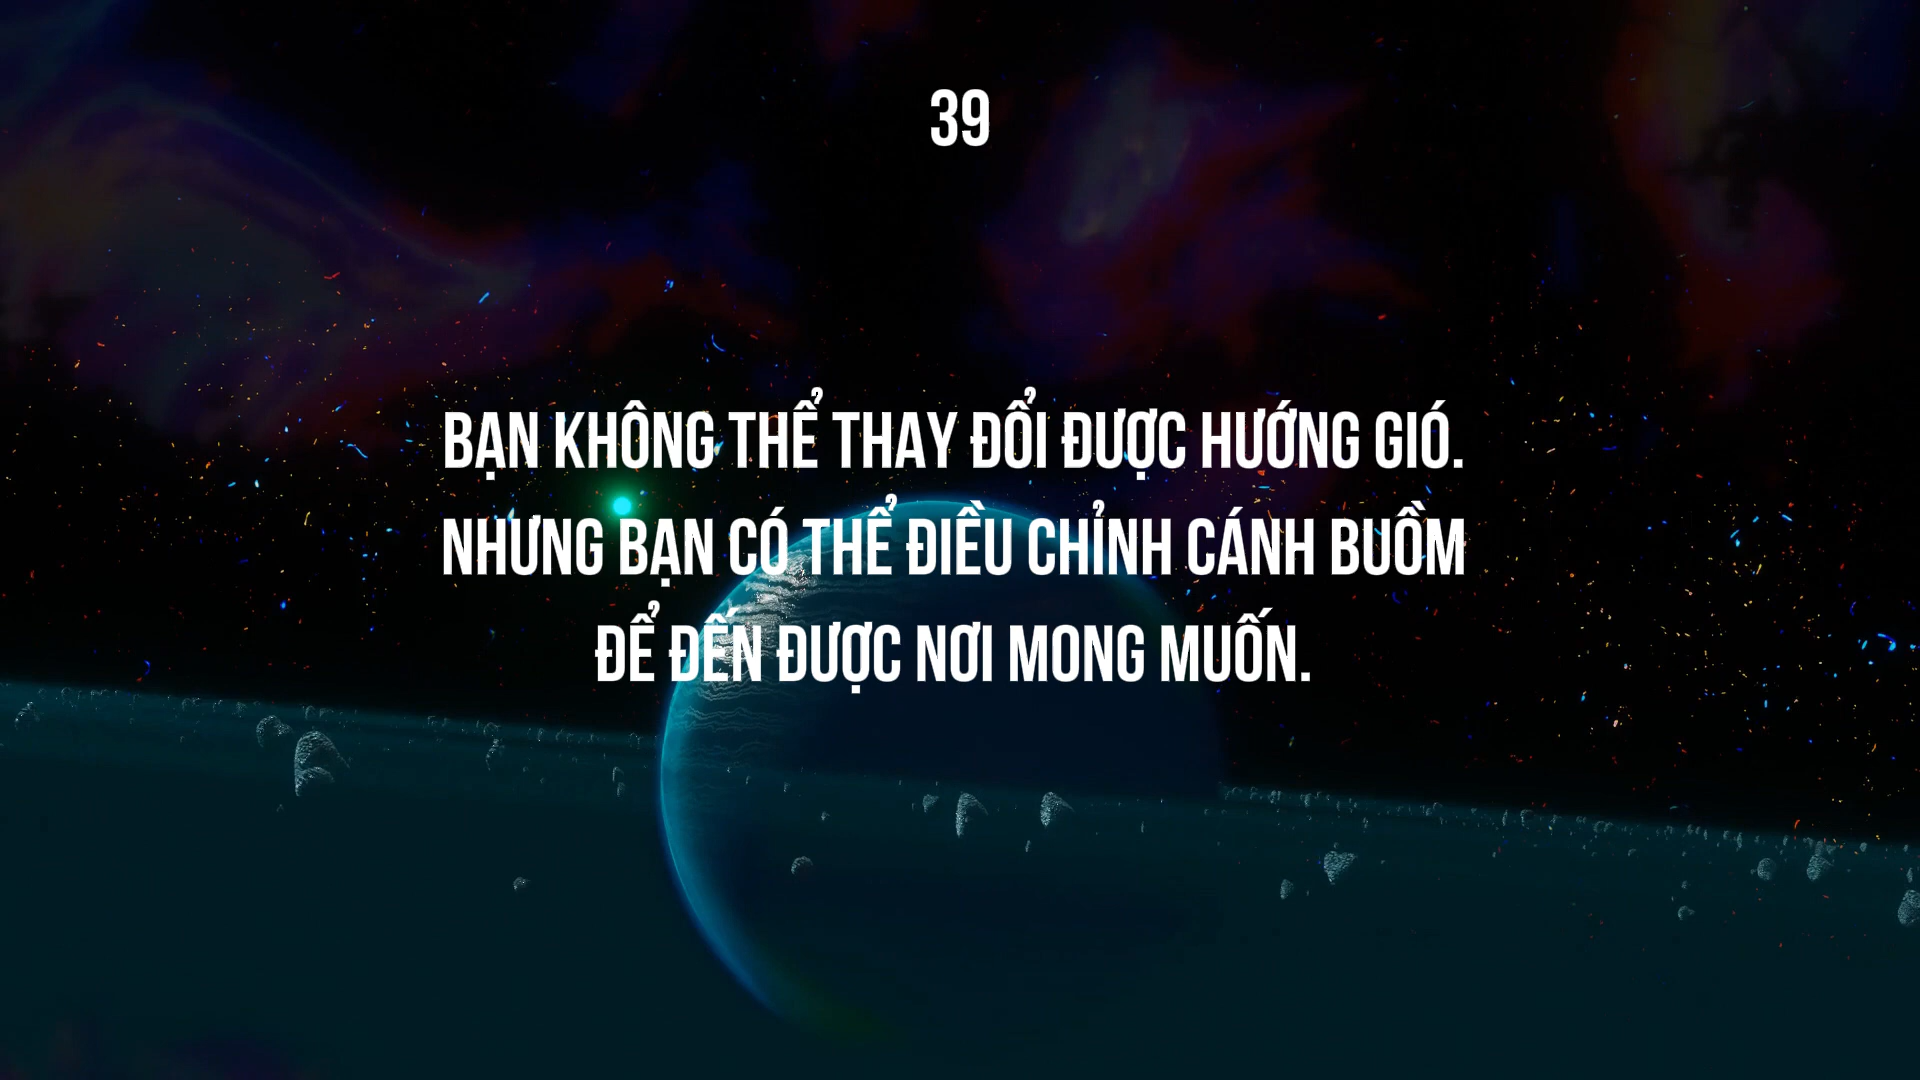 39
BẠN KHÔNG THỂ THAY ĐỔI ĐƯỢC HƯỚNG GIÓ.
NHƯNG BẠN CÓ THỂ ĐIỀU CHỈNH CÁNH BUỒM
ĐỂ ĐẾN ĐƯỢC NƠI MONG MUỐN.